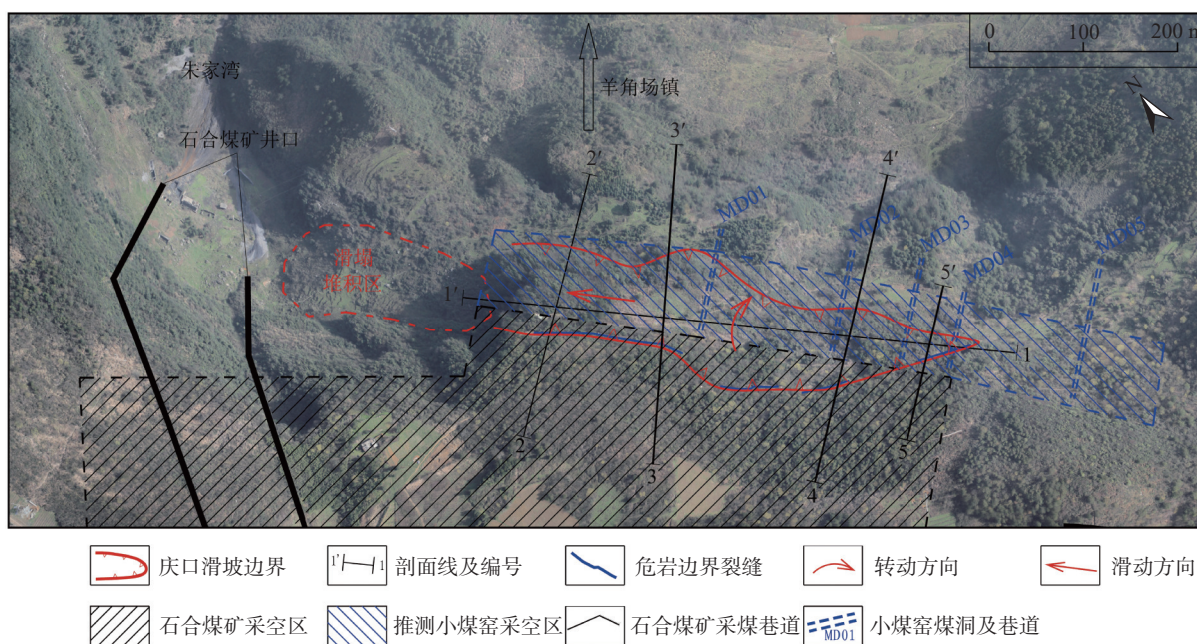 0 100 200 m
N
朱家湾
石合煤矿井口
羊角场镇
滑塌
堆积区
1′
2′
3′
4′
5′
MD01
MD02
MD03
MD04
MD05
1
2
3
4
5
庆口滑坡边界
1′ 1 剖面线及编号
危岩边界裂缝
转动方向
滑动方向
石合煤矿采空区
推测小煤窑采空区
石合煤矿采煤巷道
MD01 小煤窑煤洞及巷道